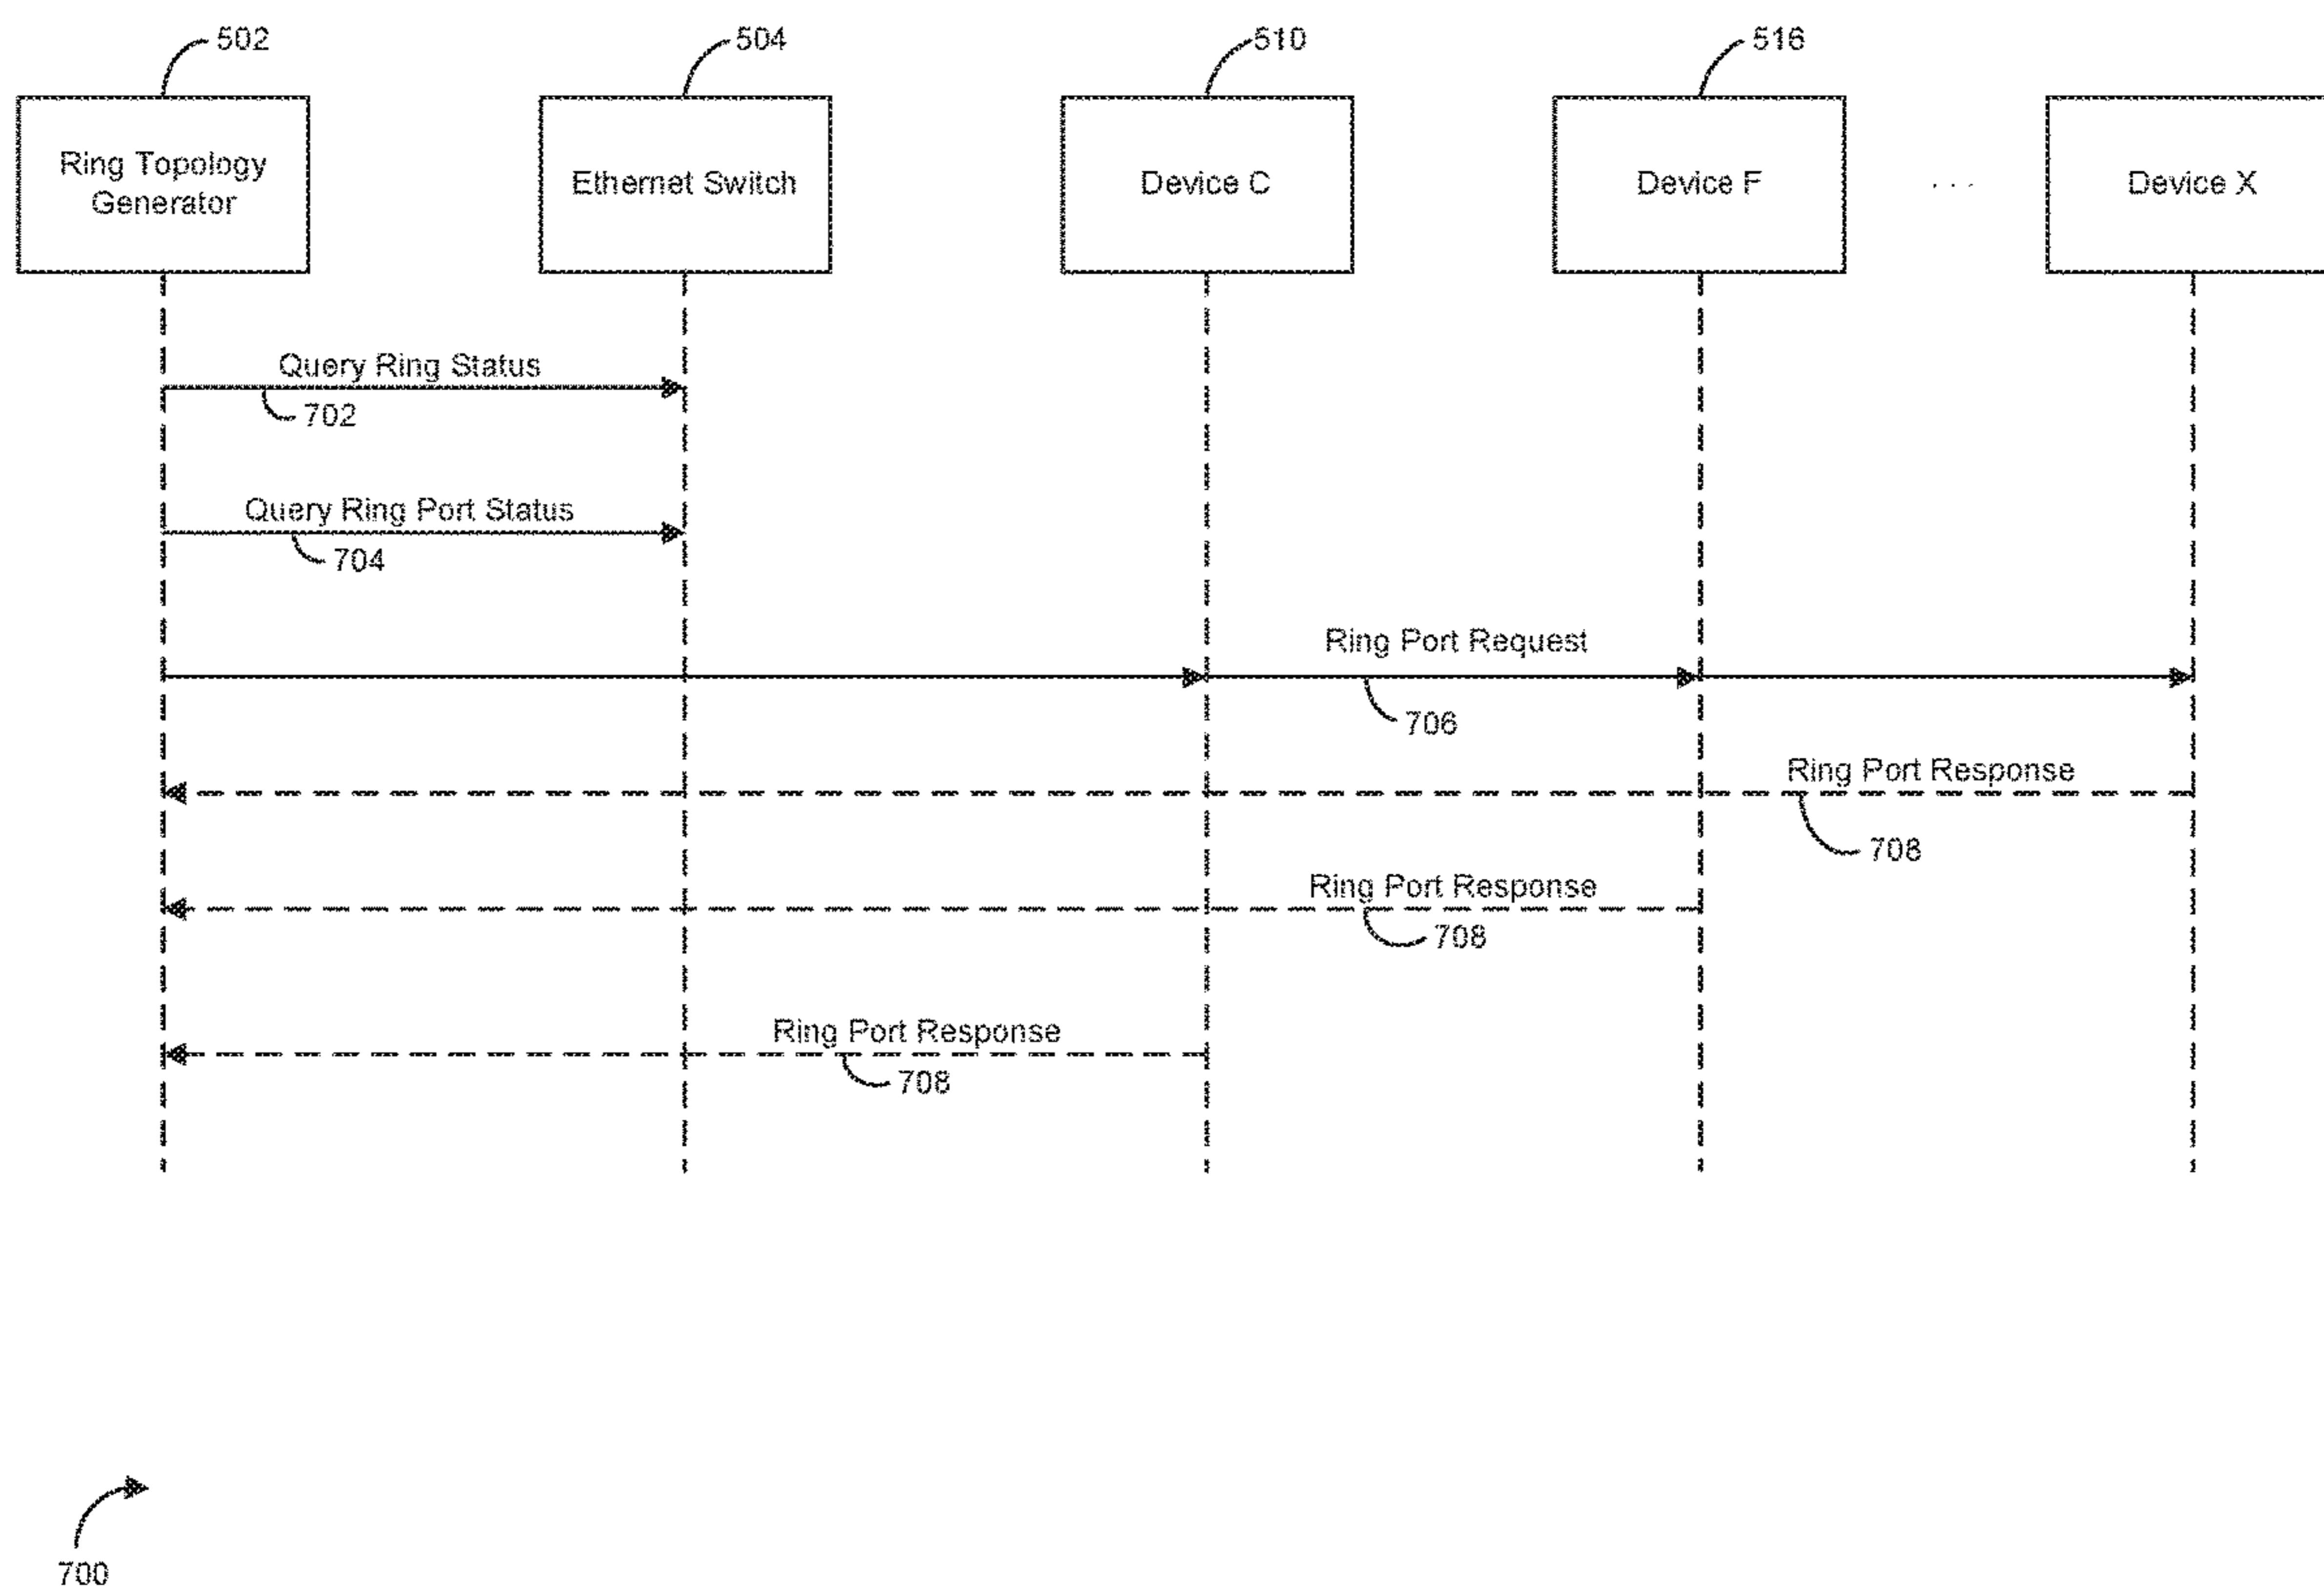 502
504
510
516
Ring Topology
Generator
Ethernet Switch
Device C
Device F
. . .
Device X
Query Ring Status
702
Query Ring Port Status
704
Ring Port Request
706
Ring Port Response
708
Ring Port Response
708
Ring Port Response
708
700